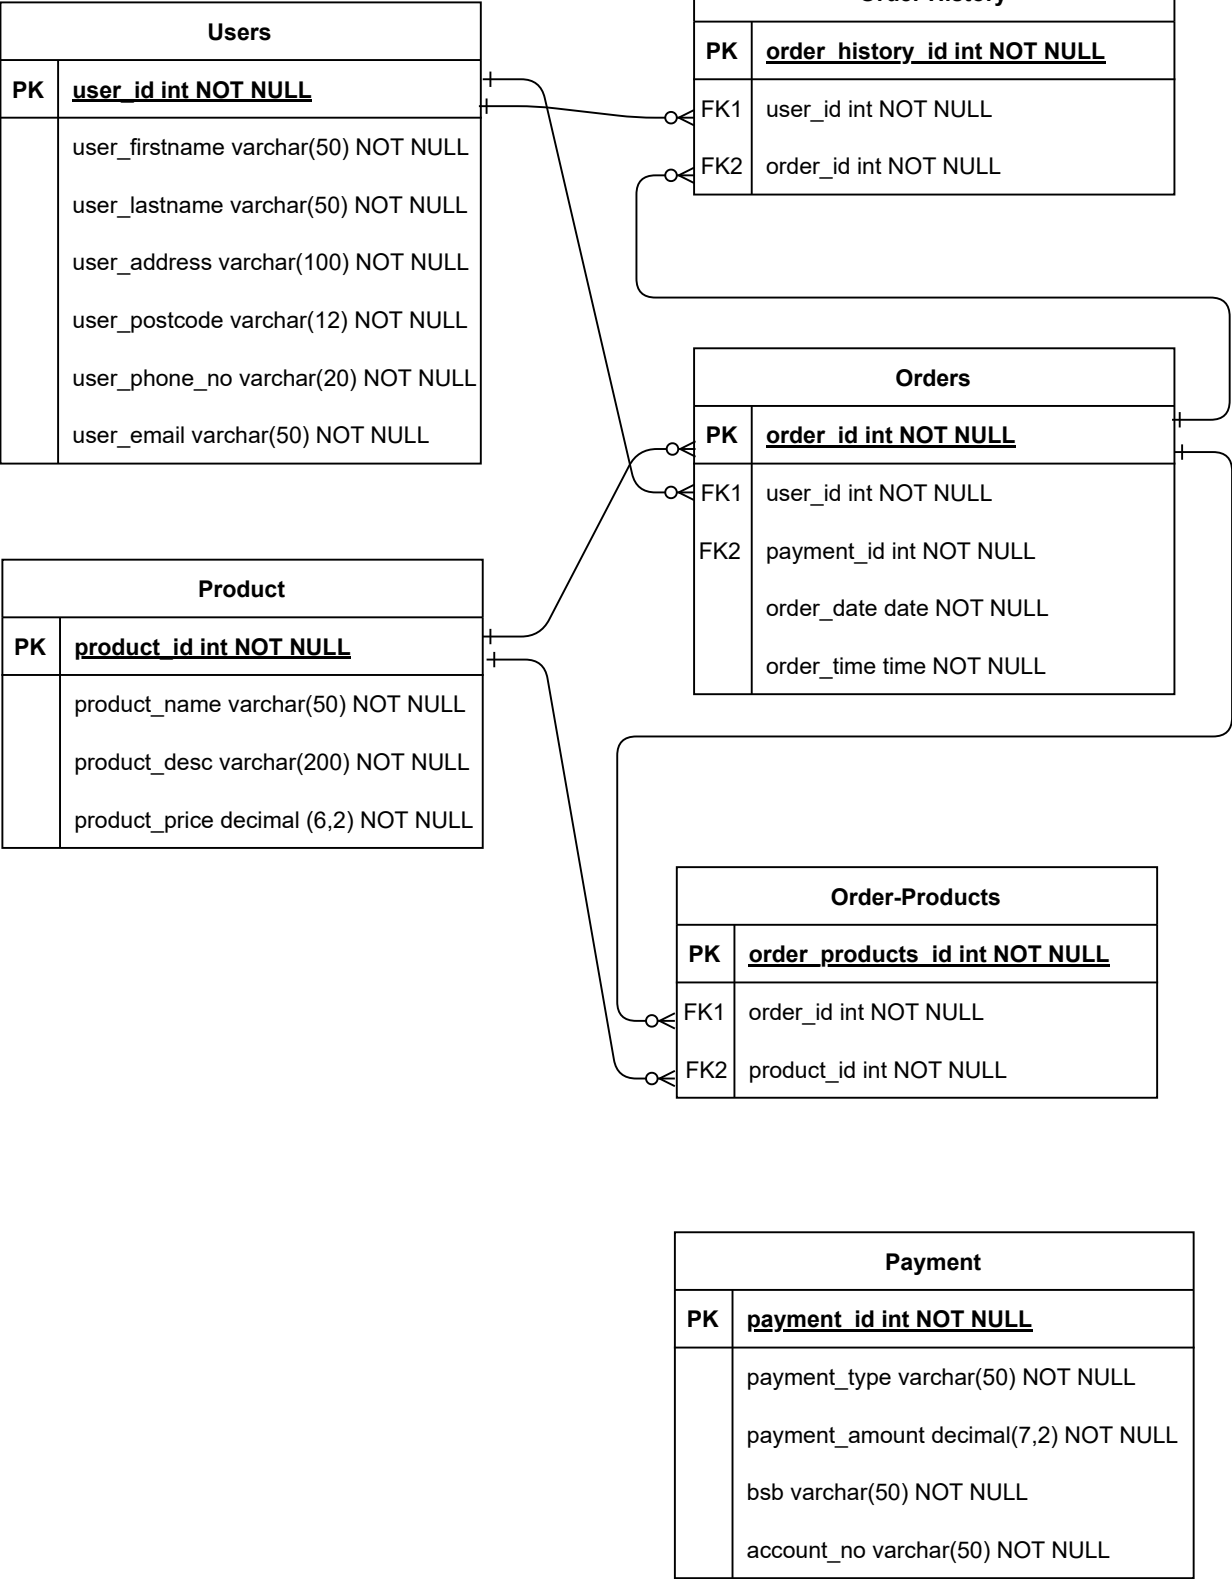 Users
PK user_id int NOT NULL
user_firstname varchar(50) NOT NULL
user_lastname varchar(50) NOT NULL
user_address varchar(100) NOT NULL
user_postcode varchar(12) NOT NULL
user_phone_no varchar(20) NOT NULL
user_email varchar(50) NOT NULL
Order History
PK order_history_id int NOT NULL
FK1 user_id int NOT NULL
FK2 order_id int NOT NULL
Orders
PK order_id int NOT NULL
FK1 user_id int NOT NULL
FK2 payment_id int NOT NULL
order_date date NOT NULL
order_time time NOT NULL
Product
PK product_id int NOT NULL
product_name varchar(50) NOT NULL
product_desc varchar(200) NOT NULL
product_price decimal (6,2) NOT NULL
Order-Products
PK order_products_id int NOT NULL
FK1 order_id int NOT NULL
FK2 product_id int NOT NULL
Payment
PK payment_id int NOT NULL
payment_type varchar(50) NOT NULL
payment_amount decimal(7,2) NOT NULL
bsb varchar(50) NOT NULL
account_no varchar(50) NOT NULL